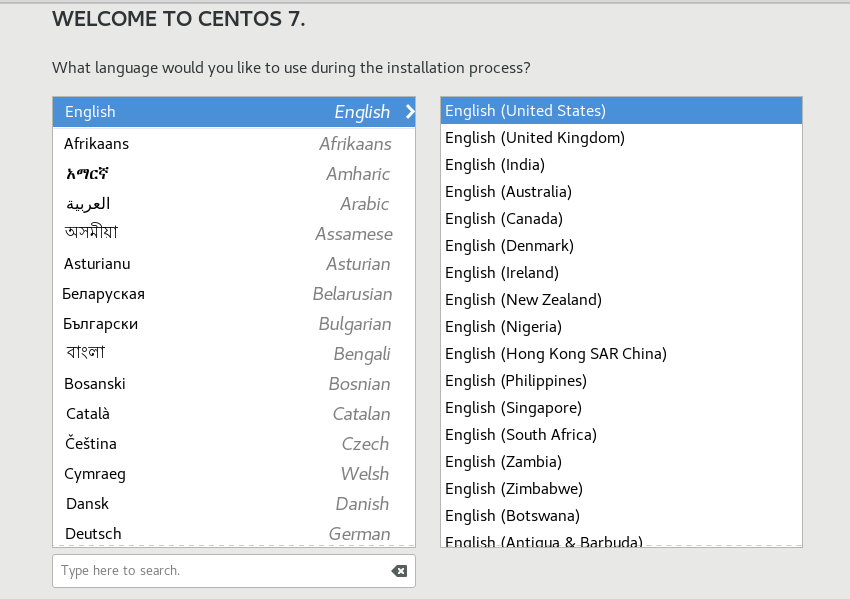 WELCOME TO CENTOS 7.
What language would you like to use during the installation process?
English English
Afrikaans Afrikaans
አማርኛ Amharic
العربية Arabic
অসমীয়া Assamese
Asturianu Asturian
Беларуская Belarusian
Български Bulgarian
বাংলা Bengali
Bosanski Bosnian
Català Catalan
Čeština Czech
Cymraeg Welsh
Dansk Danish
Deutsch German
Type here to search.
English (United States)
English (United Kingdom)
English (India)
English (Australia)
English (Canada)
English (Denmark)
English (Ireland)
English (New Zealand)
English (Nigeria)
English (Hong Kong SAR China)
English (Philippines)
English (Singapore)
English (South Africa)
English (Zambia)
English (Zimbabwe)
English (Botswana)
English (Antigua & Barbuda)